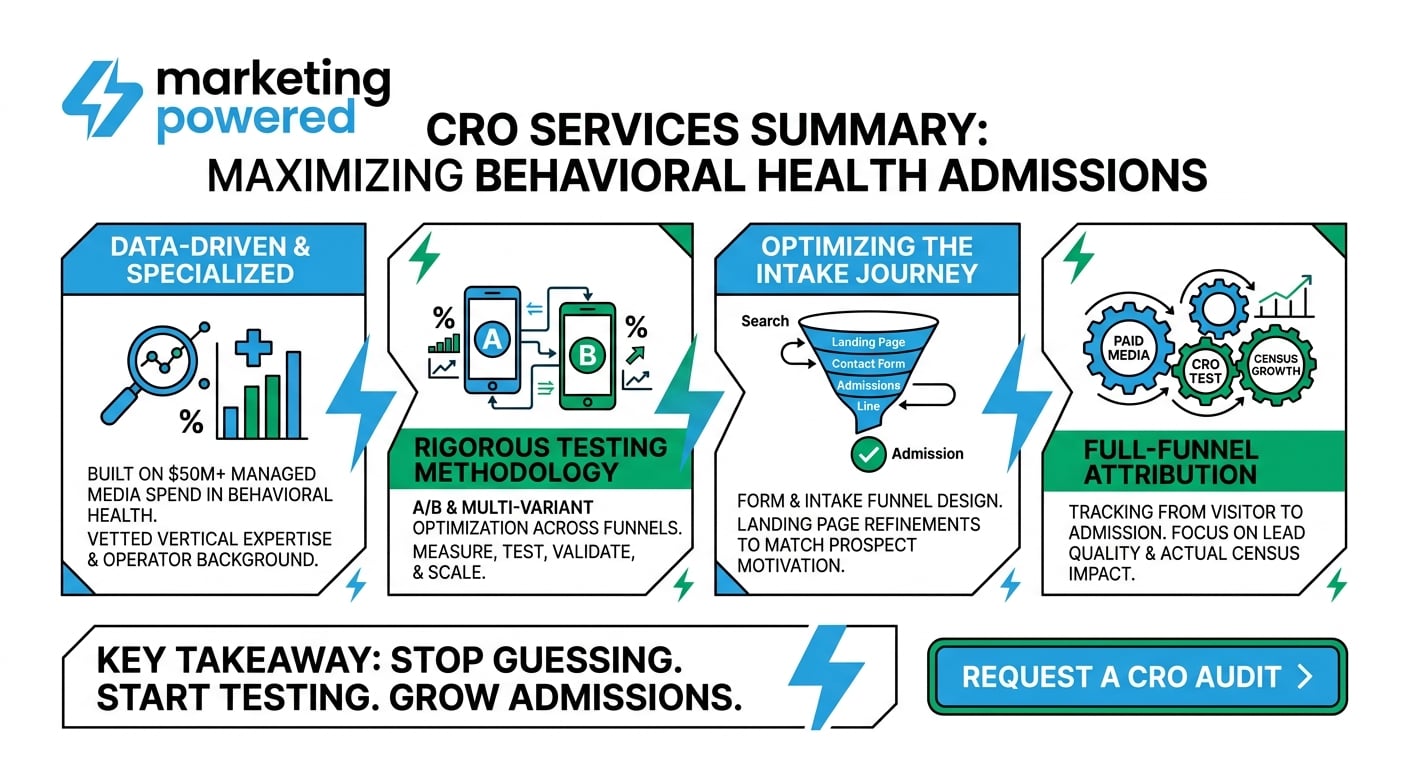 marketing
powered
CRO SERVICES SUMMARY:
MAXIMIZING BEHAVIORAL HEALTH ADMISSIONS
DATA-DRIVEN &
SPECIALIZED
%
BUILT ON $50M+ MANAGED
MEDIA SPEND IN BEHAVIORAL
HEALTH.
VETTED VERTICAL EXPERTISE
& OPERATOR BACKGROUND.
%
A
B
%
RIGOROUS TESTING
METHODOLOGY
A/B & MULTI-VARIANT
OPTIMIZATION ACROSS FUNNELS.
MEASURE, TEST, VALIDATE,
& SCALE.
OPTIMIZING THE
INTAKE JOURNEY
Search
Landing Page
Contact Form
Admissions
Line
Admission
FORM & INTAKE FUNNEL DESIGN.
LANDING PAGE REFINEMENTS
TO MATCH PROSPECT
MOTIVATION.
PAID
MEDIA
CRO
TEST
CENSUS
GROWTH
FULL-FUNNEL
ATTRIBUTION
TRACKING FROM VISITOR TO
ADMISSION. FOCUS ON LEAD
QUALITY & ACTUAL CENSUS
IMPACT.
KEY TAKEAWAY: STOP GUESSING.
START TESTING. GROW ADMISSIONS.
REQUEST A CRO AUDIT >